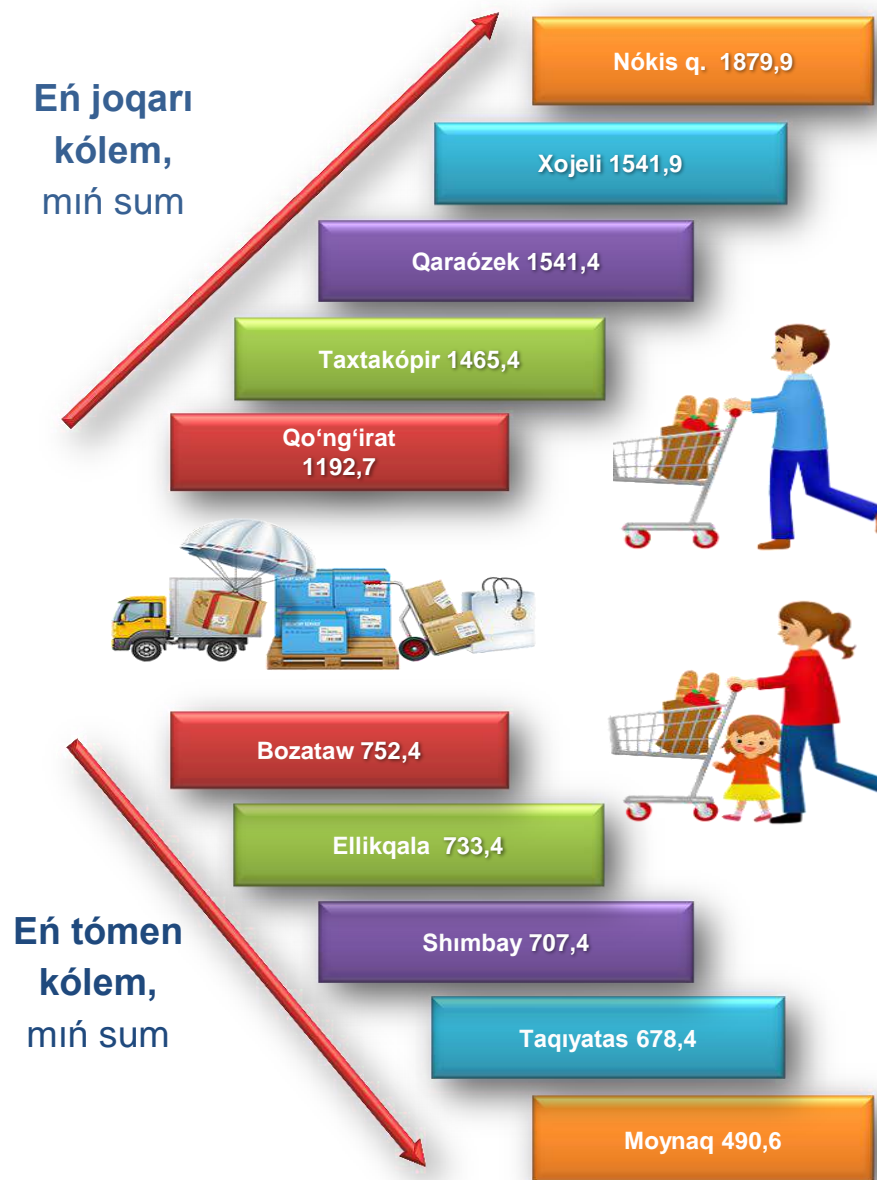 Eń joqarı
kólem,
mıń sum
Nókis q. 1879,9
Xojeli 1541,9
Qaraózek 1541,4
Taxtakópir 1465,4
Qo‘ng‘irat
1192,7
Bozataw 752,4
Ellikqala 733,4
Shımbay 707,4
Taqıyatas 678,4
Moynaq 490,6
Eń tómen
kólem,
mıń sum